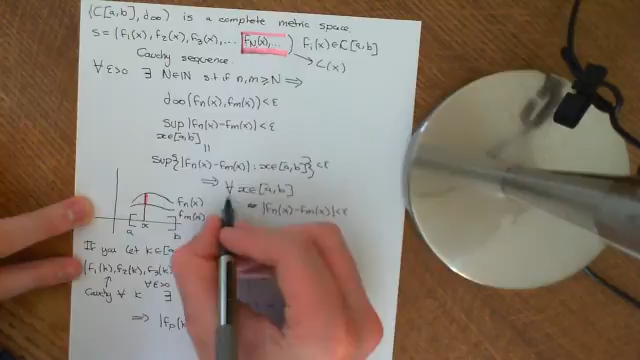 (C[a,b], d∞) is a complete metric space.
S = (f1(x), f2(x), f3(x), ... fN(x), ... ) fi(x) ∈ C[a,b]
Cauchy sequence. L(x)
∀ ε>0 ∃ N∈ℕ s.t if n,m ≥ N ⟹
d∞(fn(x), fm(x)) < ε
sup |fn(x)-fm(x)| < ε
x∈[a,b] ||
sup{|fn(x)-fm(x)| : x∈[a,b]} < ε
⟹ ∀ x∈[a,b]
|fn(x)-fm(x)| < ε
fn(x)
fm(x)
a x b
If you let k ∈ [a
(f1(k), f2(k), f3(k)
∀ ε>0
Cauchy ∀ k ∃
⟹ |fp(k